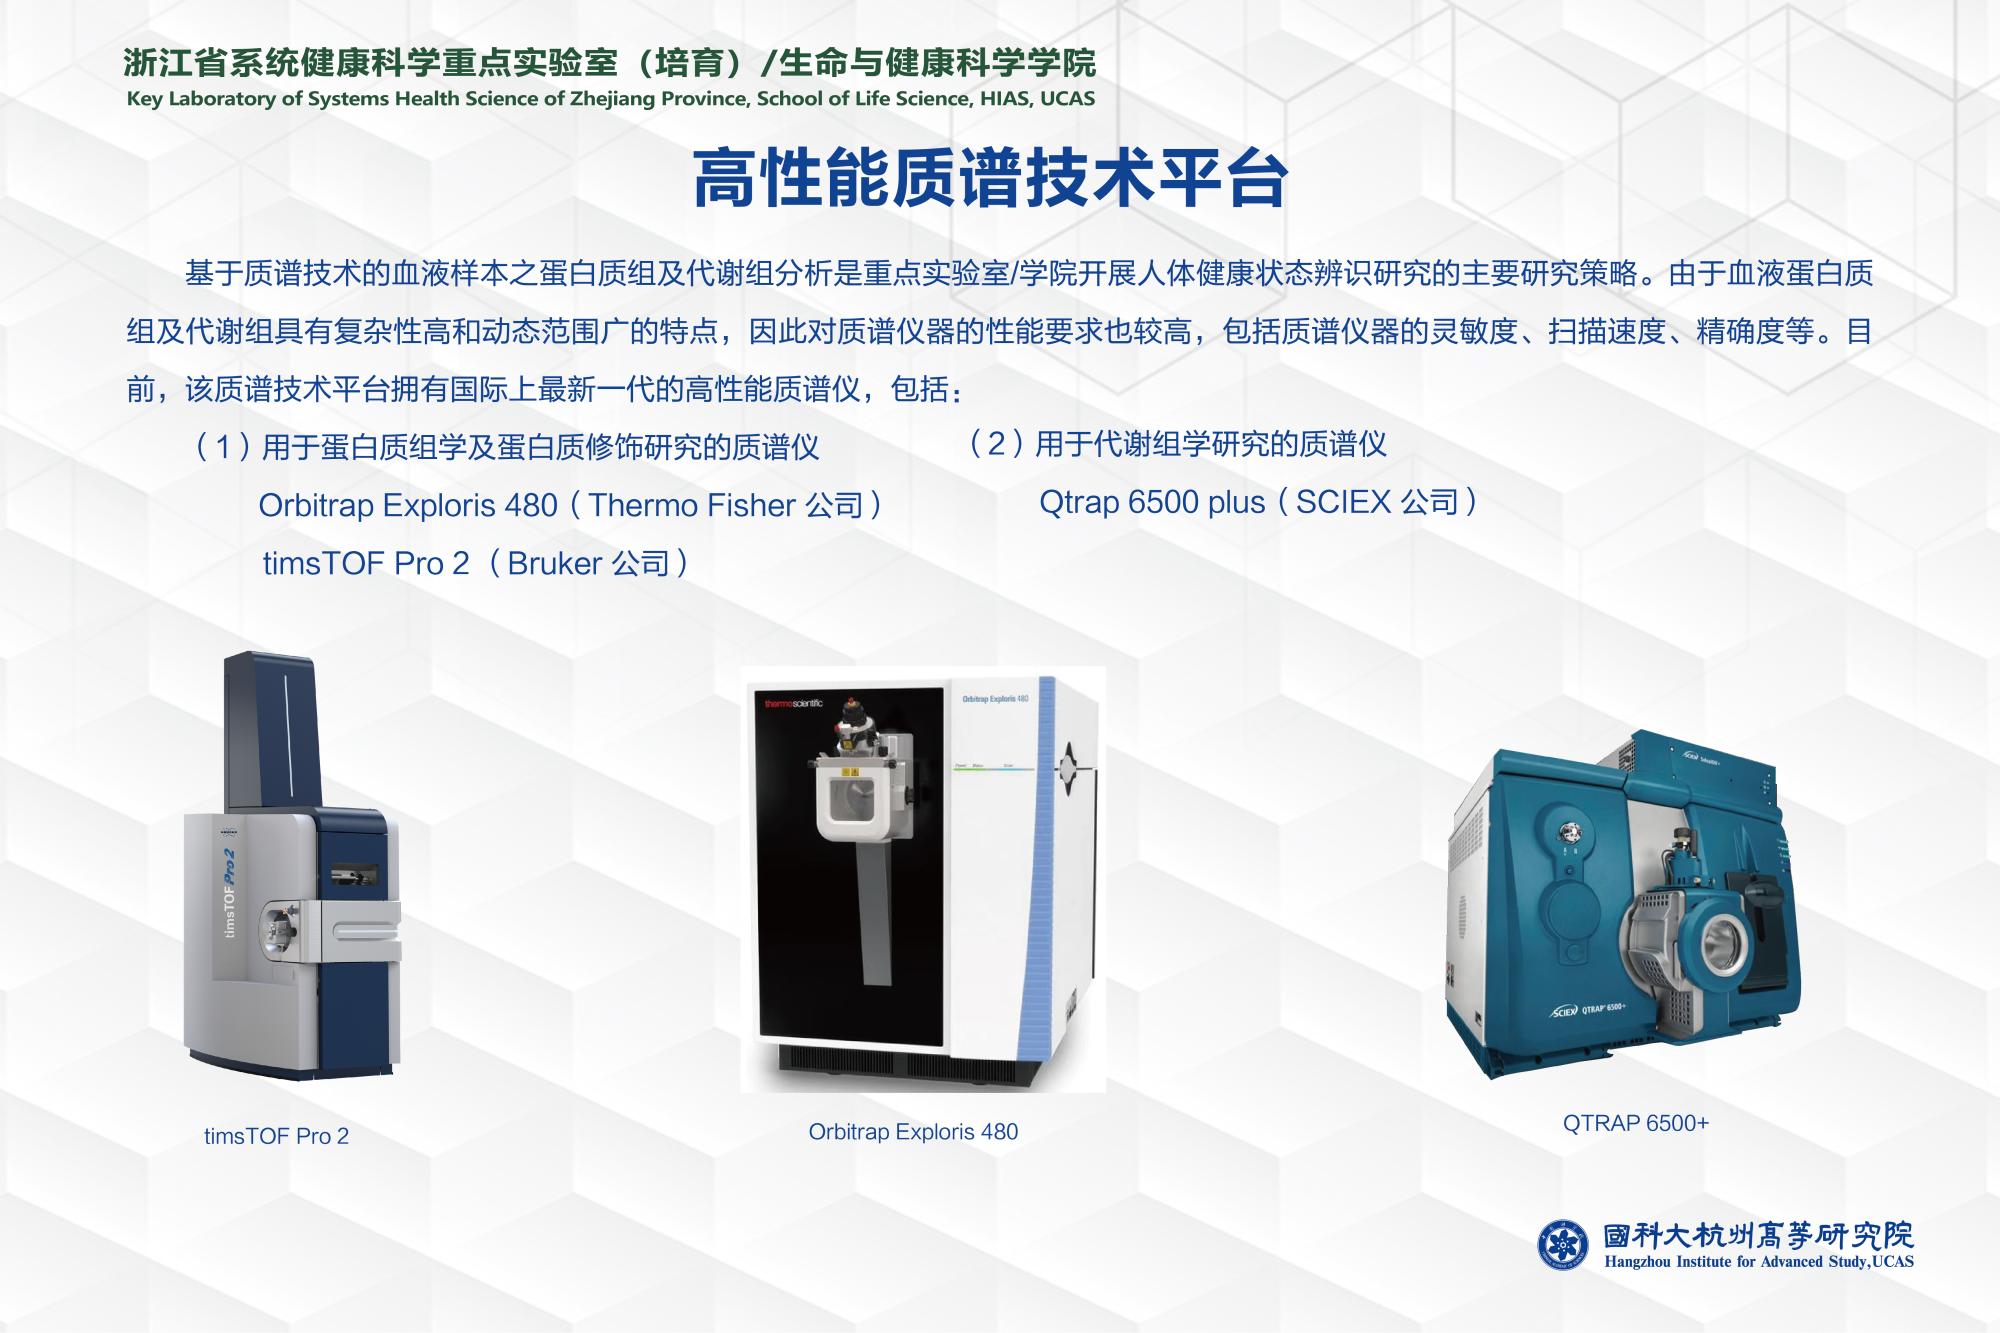 浙江省系统健康科学重点实验室（培育）/生命与健康科学学院
Key Laboratory of Systems Health Science of Zhejiang Province, School of Life Science, HIAS, UCAS
高性能质谱技术平台
基于质谱技术的血液样本之蛋白质组及代谢组分析是重点实验室/学院开展人体健康状态辨识研究的主要研究策略。由于血液蛋白质
组及代谢组具有复杂性高和动态范围广的特点，因此对质谱仪器的性能要求也较高，包括质谱仪器的灵敏度、扫描速度、精确度等。目
前，该质谱技术平台拥有国际上最新一代的高性能质谱仪，包括：
（1）用于蛋白质组学及蛋白质修饰研究的质谱仪
Orbitrap Exploris 480（Thermo Fisher 公司）
timsTOF Pro 2（Bruker 公司）
（2）用于代谢组学研究的质谱仪
Qtrap 6500 plus（SCIEX 公司）
timsTOF Pro 2
thermoscientific
Orbitrap Exploris 480
Power Status Scan
SCIEX
SCIEX QTRAP® 6500+
timsTOF Pro 2
Orbitrap Exploris 480
QTRAP 6500+
國科大杭州高等研究院
Hangzhou Institute for Advanced Study,UCAS